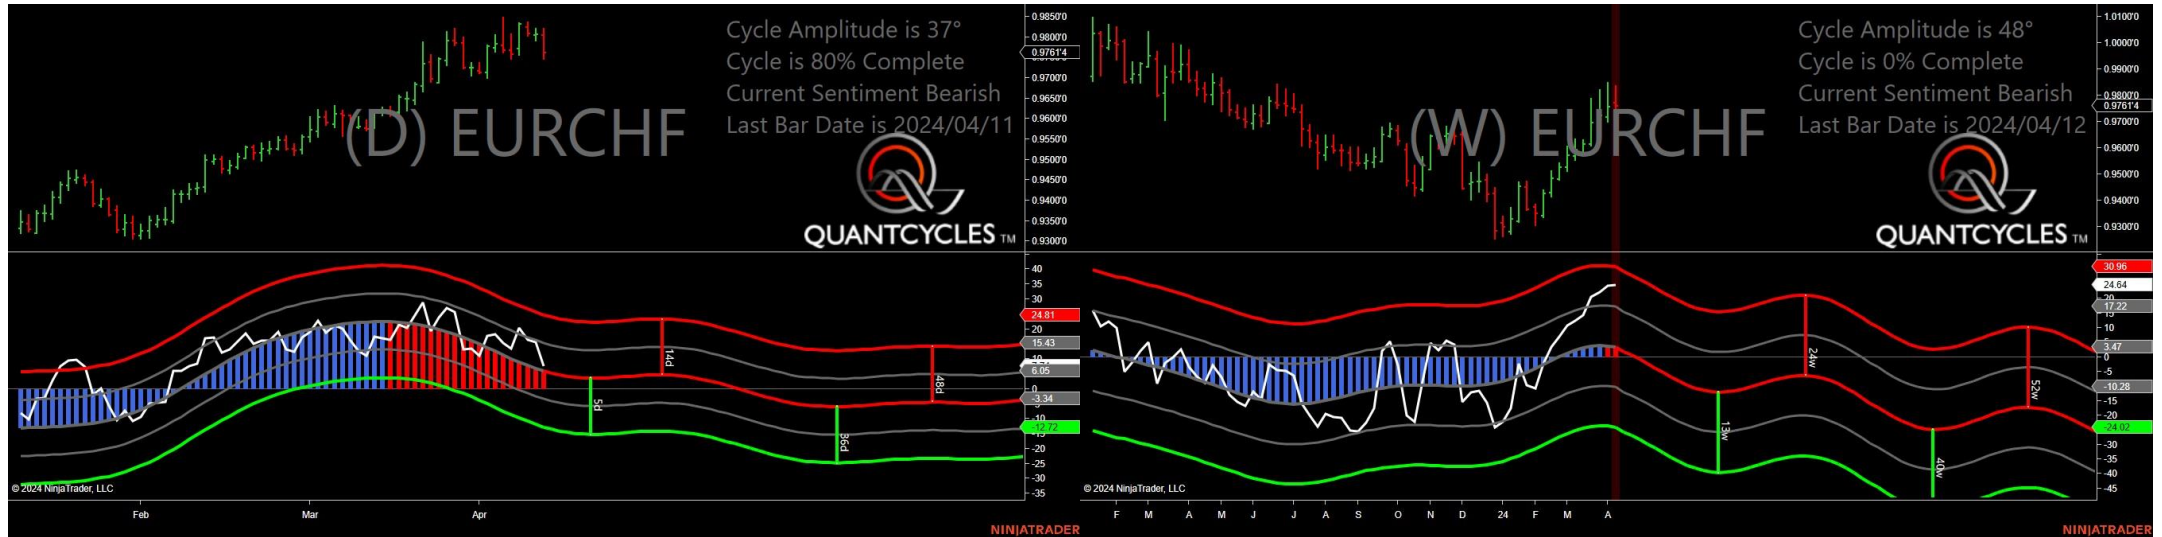 Cycle Amplitude is 37°
Cycle is 80% Complete
Current Sentiment Bearish
Last Bar Date is 2024/04/11
(D) EURCHF
QUANTCYCLES TM
0.9850'0
0.9800'0
0.9761'4
0.9700'0
0.9650'0
0.9600'0
0.9550'0
0.9500'0
0.9450'0
0.9400'0
0.9350'0
0.9300'0
40
35
30
24.81
20
15.43
10
6.05
0
-3.34
-10
-12.72
-20
-25
-30
-35
5d
14d
36d
48d
© 2024 NinjaTrader, LLC
Feb Mar Apr
NINJATRADER
Cycle Amplitude is 48°
Cycle is 0% Complete
Current Sentiment Bearish
Last Bar Date is 2024/04/12
(W) EURCHF
QUANTCYCLES TM
1.0100'0
1.0000'0
0.9900'0
0.9800'0
0.9761'4
0.9700'0
0.9600'0
0.9500'0
0.9400'0
0.9300'0
30.96
24.64
20
17.22
15
10
3.47
0
-5
-10.28
-15
-20
-24.02
-30
-35
-40
-45
13w
24w
40w
52w
© 2024 NinjaTrader, LLC
F M A M J J A S O N D 24 F M A
NINJATRADER